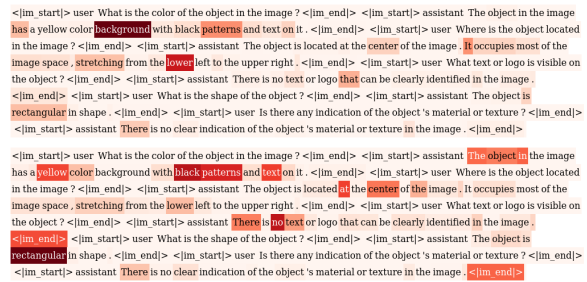 <|im_start|> user What is the color of the object in the image ? <|im_end|> <|im_start|> assistant The object in the image
has a yellow color background with black patterns and text on it . <|im_end|> <|im_start|> user Where is the object located
in the image ? <|im_end|> <|im_start|> assistant The object is located at the center of the image . It occupies most of the
image space , stretching from the lower left to the upper right . <|im_end|> <|im_start|> user What text or logo is visible on
the object ? <|im_end|> <|im_start|> assistant There is no text or logo that can be clearly identified in the image .
<|im_end|> <|im_start|> user What is the shape of the object ? <|im_end|> <|im_start|> assistant The object is
rectangular in shape . <|im_end|> <|im_start|> user Is there any indication of the object 's material or texture ? <|im_end|>
<|im_start|> assistant There is no clear indication of the object 's material or texture in the image . <|im_end|>
<|im_start|> user What is the color of the object in the image ? <|im_end|> <|im_start|> assistant The object in the image
has a yellow color background with black patterns and text on it . <|im_end|> <|im_start|> user Where is the object located
in the image ? <|im_end|> <|im_start|> assistant The object is located at the center of the image . It occupies most of the
image space , stretching from the lower left to the upper right . <|im_end|> <|im_start|> user What text or logo is visible on
the object ? <|im_end|> <|im_start|> assistant There is no text or logo that can be clearly identified in the image .
<|im_end|> <|im_start|> user What is the shape of the object ? <|im_end|> <|im_start|> assistant The object is
rectangular in shape . <|im_end|> <|im_start|> user Is there any indication of the object 's material or texture ? <|im_end|>
<|im_start|> assistant There is no clear indication of the object 's material or texture in the image . <|im_end|>